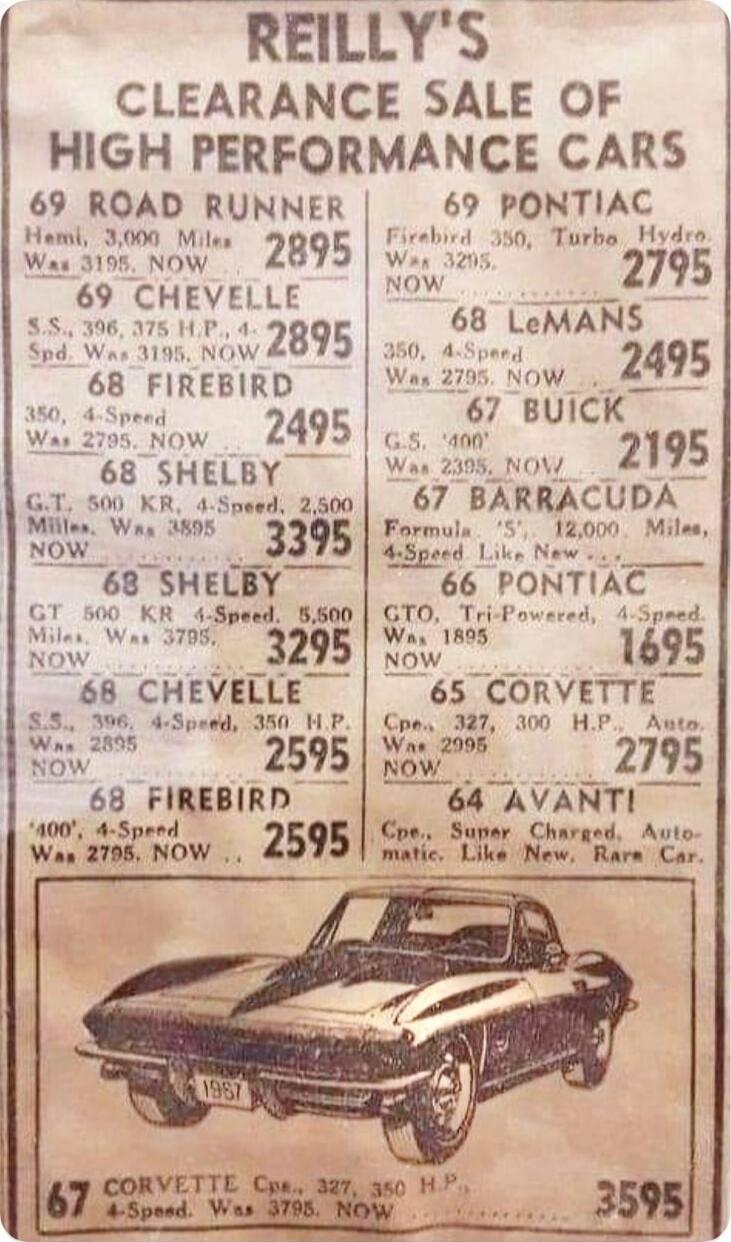 REILLY'S
CLEARANCE SALE OF
HIGH PERFORMANCE CARS
69 ROAD RUNNER
Hemi, 3,000 Miles
Was 3195. NOW .. 2895
69 CHEVELLE
S.S., 396, 375 H.P., 4-
Spd. Was 3195. NOW 2895
68 FIREBIRD
350, 4-Speed
Was 2795. NOW .. 2495
68 SHELBY
G.T. 500 KR, 4-Speed, 2,500
Miiles. Was 3895
NOW ............ 3395
68 SHELBY
GT 500 KR 4-Speed. 5,500
Miles. Was 3795.
NOW ............ 3295
68 CHEVELLE
S.S., 396, 4-Speed, 350 H.P.
Was 2895
NOW ............ 2595
68 FIREBIRD
'400', 4-Speed
Was 2795. NOW .. 2595
69 PONTIAC
Firebird 350, Turbo Hydro.
Was 3295.
NOW ............ 2795
68 LeMANS
350, 4-Speed
Was 2795. NOW .. 2495
67 BUICK
G.S. '400'
Was 2395. NOW .. 2195
67 BARRACUDA
Formula 'S', 12,000 Miles,
4-Speed Like New ...
66 PONTIAC
GTO, Tri-Powered, 4-Speed.
Was 1895
NOW ............ 1695
65 CORVETTE
Cpe., 327, 300 H.P., Auto.
Was 2995
NOW ............ 2795
64 AVANTI
Cpe., Super Charged, Auto-
matic. Like New. Rare Car.
1967
67 CORVETTE Cpe., 327, 350 H.P.,
4-Speed. Was 3795. NOW ............ 3595